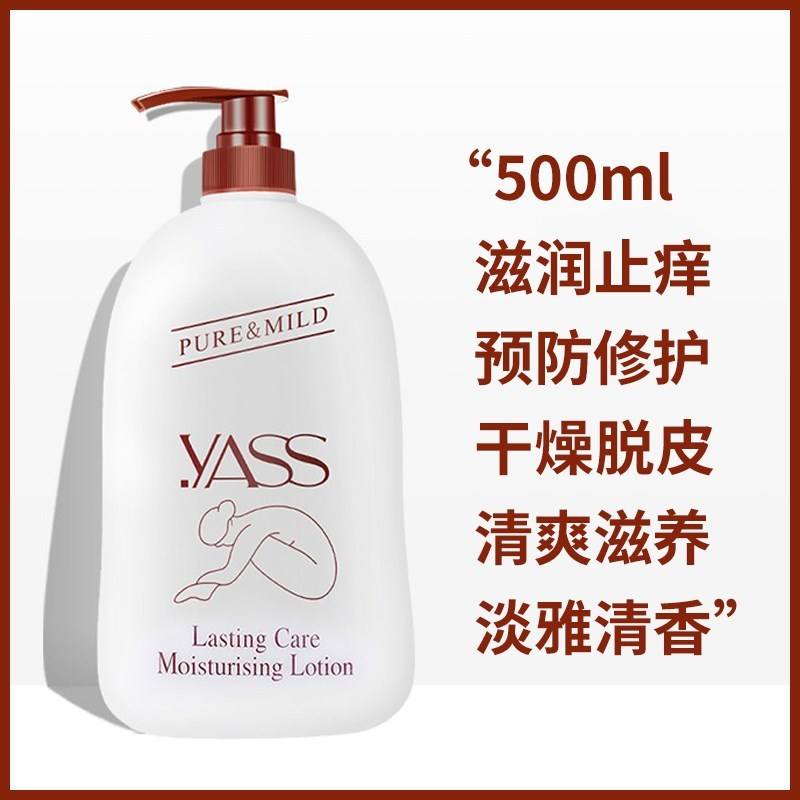 PURE&MILD
.YASS
Lasting Care
Moisturising Lotion
“500ml
滋润止痒
预防修护
干燥脱皮
清爽滋养
淡雅清香”